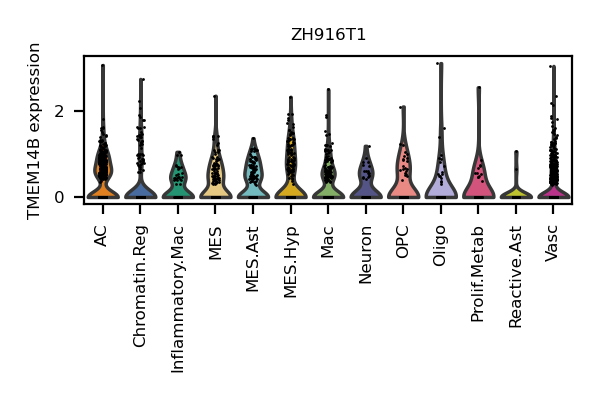 ZH916T1
TMEM14B expression
2
0
AC
Chromatin.Reg
Inflammatory.Mac
MES
MES.Ast
MES.Hyp
Mac
Neuron
OPC
Oligo
Prolif.Metab
Reactive.Ast
Vasc